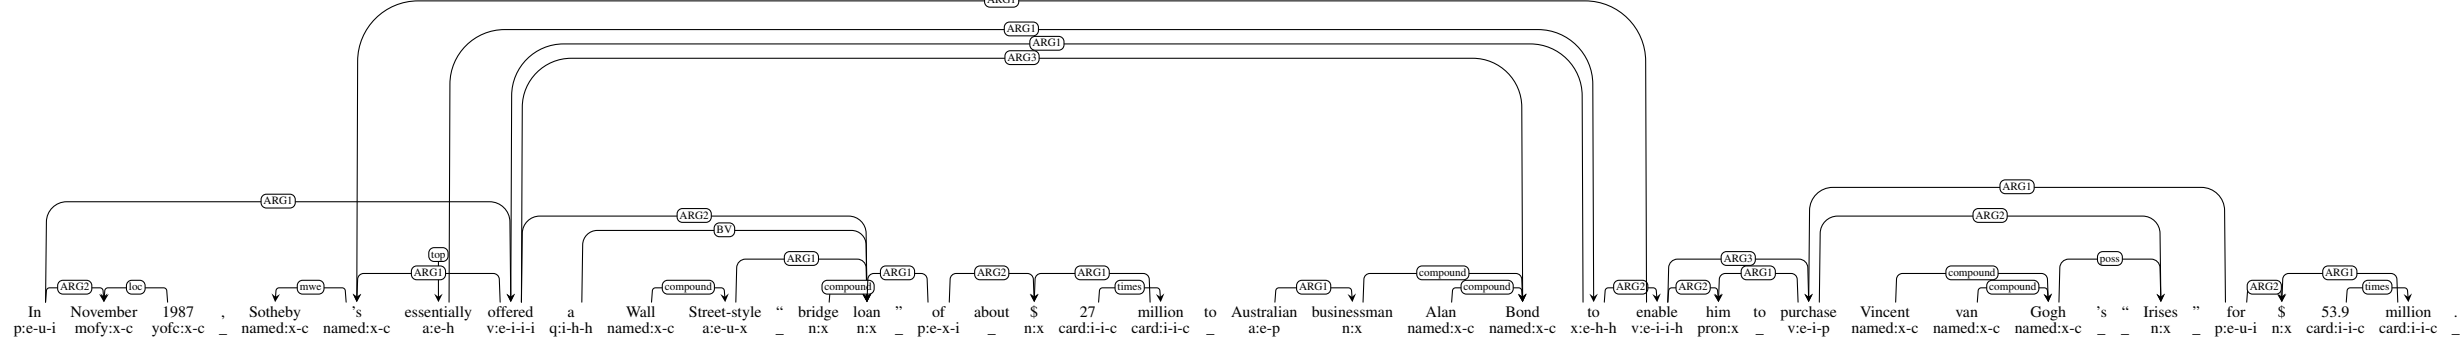 ARG1
ARG1
ARG1
ARG3
ARG1
ARG1
ARG2
ARG2
BV
top
ARG1
ARG3
poss
ARG1
ARG1
ARG2
ARG1
compound
ARG1
compound
ARG1
ARG2
loc
mwe
compound
compound
times
ARG1
compound
ARG2
ARG2
compound
ARG2
times
In November 1987 , Sotheby 's essentially offered a Wall Street-style “ bridge loan ” of about $ 27 million to Australian businessman Alan Bond to enable him to purchase Vincent van Gogh 's “ Irises ” for $ 53.9 million .
p:e-u-i mofy:x-c yofc:x-c _ named:x-c named:x-c a:e-h v:e-i-i-i q:i-h-h named:x-c a:e-u-x _ n:x n:x _ p:e-x-i _ n:x card:i-i-c card:i-i-c _ a:e-p n:x named:x-c named:x-c x:e-h-h v:e-i-i-h pron:x _ v:e-i-p named:x-c named:x-c named:x-c _ _ n:x _ p:e-u-i n:x card:i-i-c card:i-i-c _